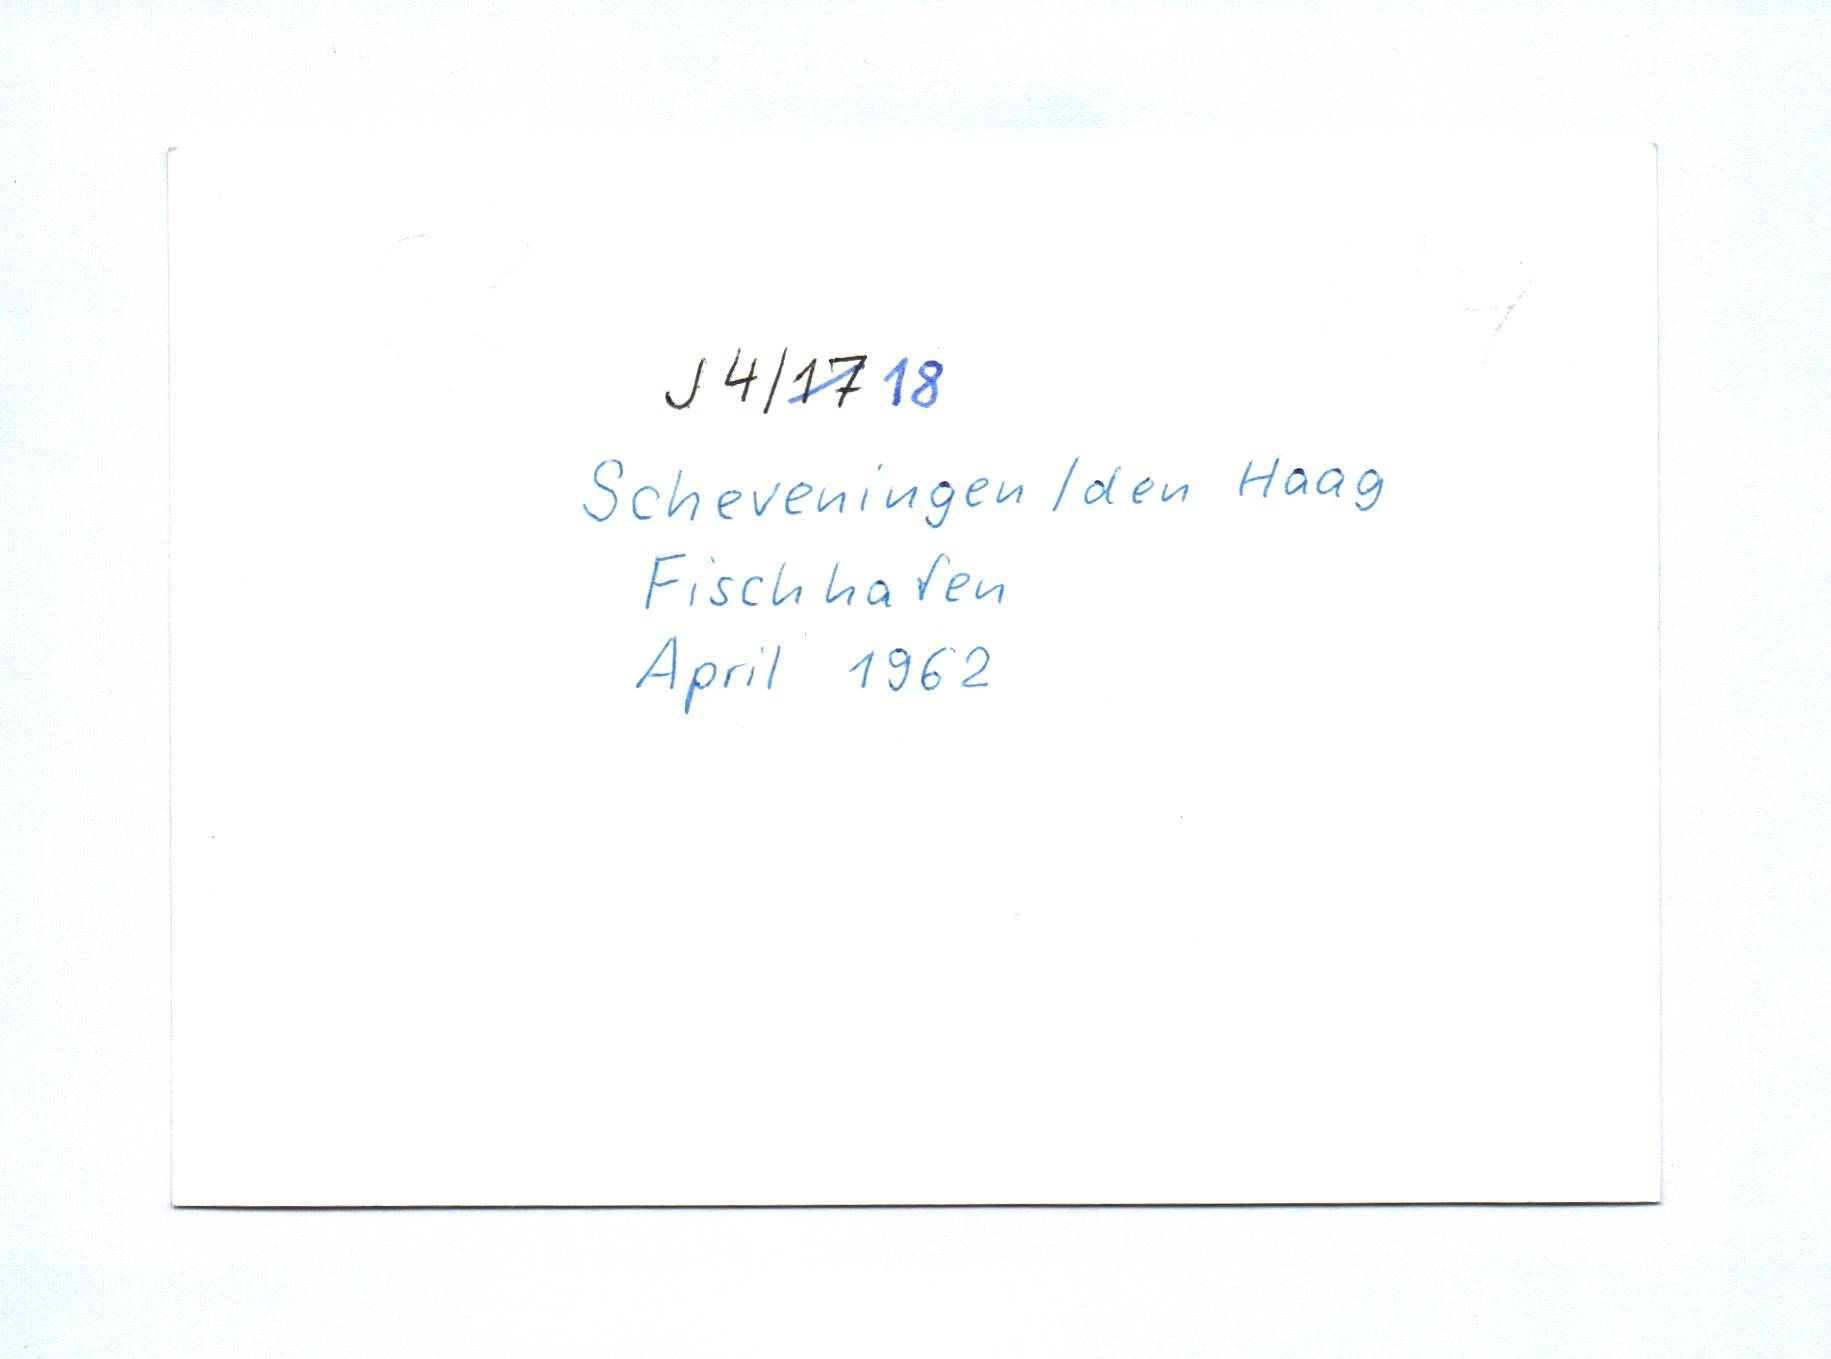 J 4/17 18
Scheveningen / den Haag
Fischhafen
April 1962